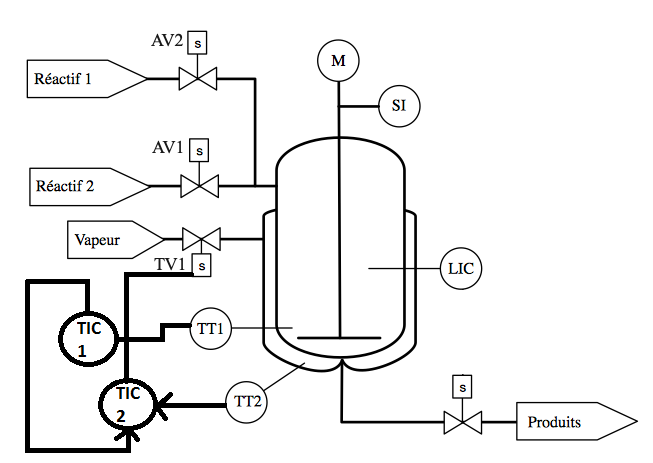 AV2
s
M
Réactif 1
SI
AV1
s
Réactif 2
Vapeur
TV1
s
LIC
TIC
1
TT1
TIC
2
TT2
s
Produits